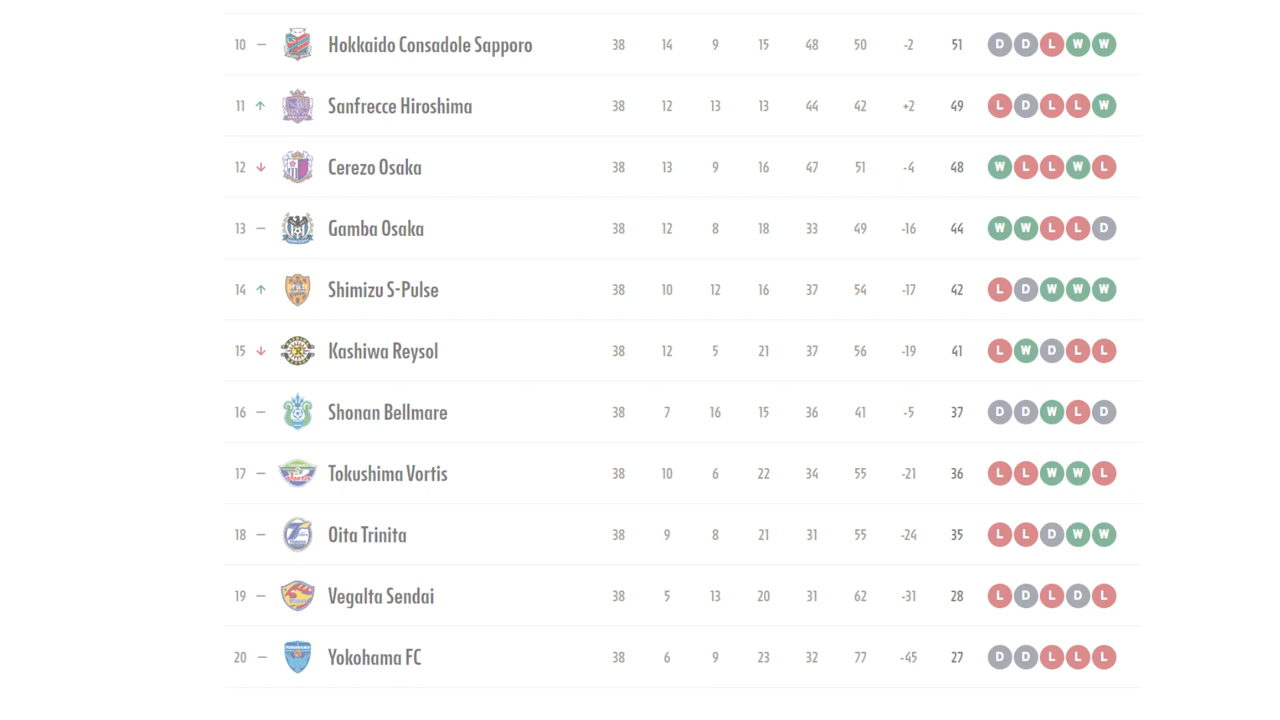 10 – Hokkaido Consadole Sapporo 38 14 9 15 48 50 -2 51 D D L W W
11 ↑ Sanfrecce Hiroshima 38 12 13 13 44 42 +2 49 L D L L W
12 ↓ Cerezo Osaka 38 13 9 16 47 51 -4 48 W L L W L
13 – Gamba Osaka 38 12 8 18 33 49 -16 44 W W L L D
14 ↑ Shimizu S-Pulse 38 10 12 16 37 54 -17 42 L D W W W
15 ↓ Kashiwa Reysol 38 12 5 21 37 56 -19 41 L W D L L
16 – Shonan Bellmare 38 7 16 15 36 41 -5 37 D D W L D
17 – Tokushima Vortis 38 10 6 22 34 55 -21 36 L L W W L
18 – Oita Trinita 38 9 8 21 31 55 -24 35 L L D W W
19 – Vegalta Sendai 38 5 13 20 31 62 -31 28 L D L D L
20 – Yokohama FC 38 6 9 23 32 77 -45 27 D D L L L